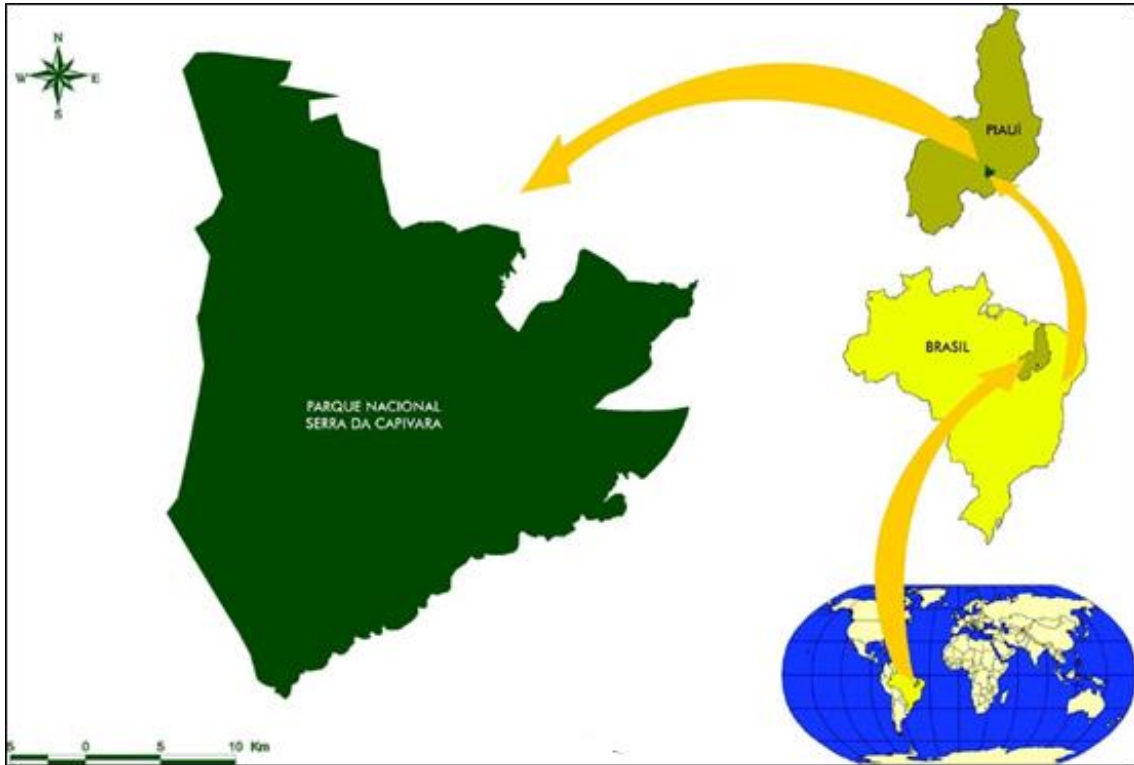 N
W E
S
PIAUÍ
BRASIL
PARQUE NACIONAL
SERRA DA CAPIVARA
5 0 5 10 Km